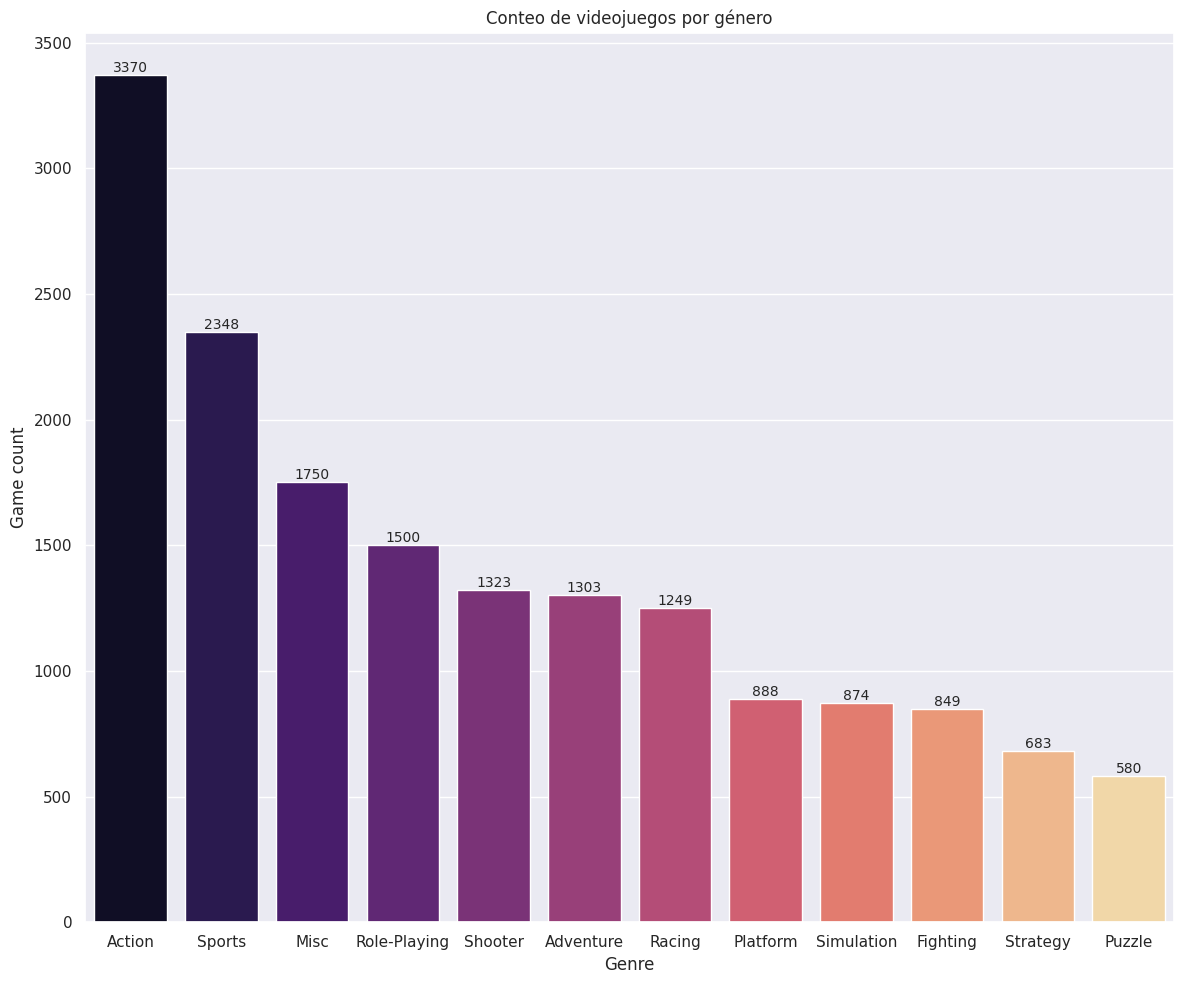 Conteo de videojuegos por género
Game count
3500
3000
2500
2000
1500
1000
500
0
3370
2348
1750
1500
1323
1303
1249
888
874
849
683
580
Action
Sports
Misc
Role-Playing
Shooter
Adventure
Racing
Platform
Simulation
Fighting
Strategy
Puzzle
Genre